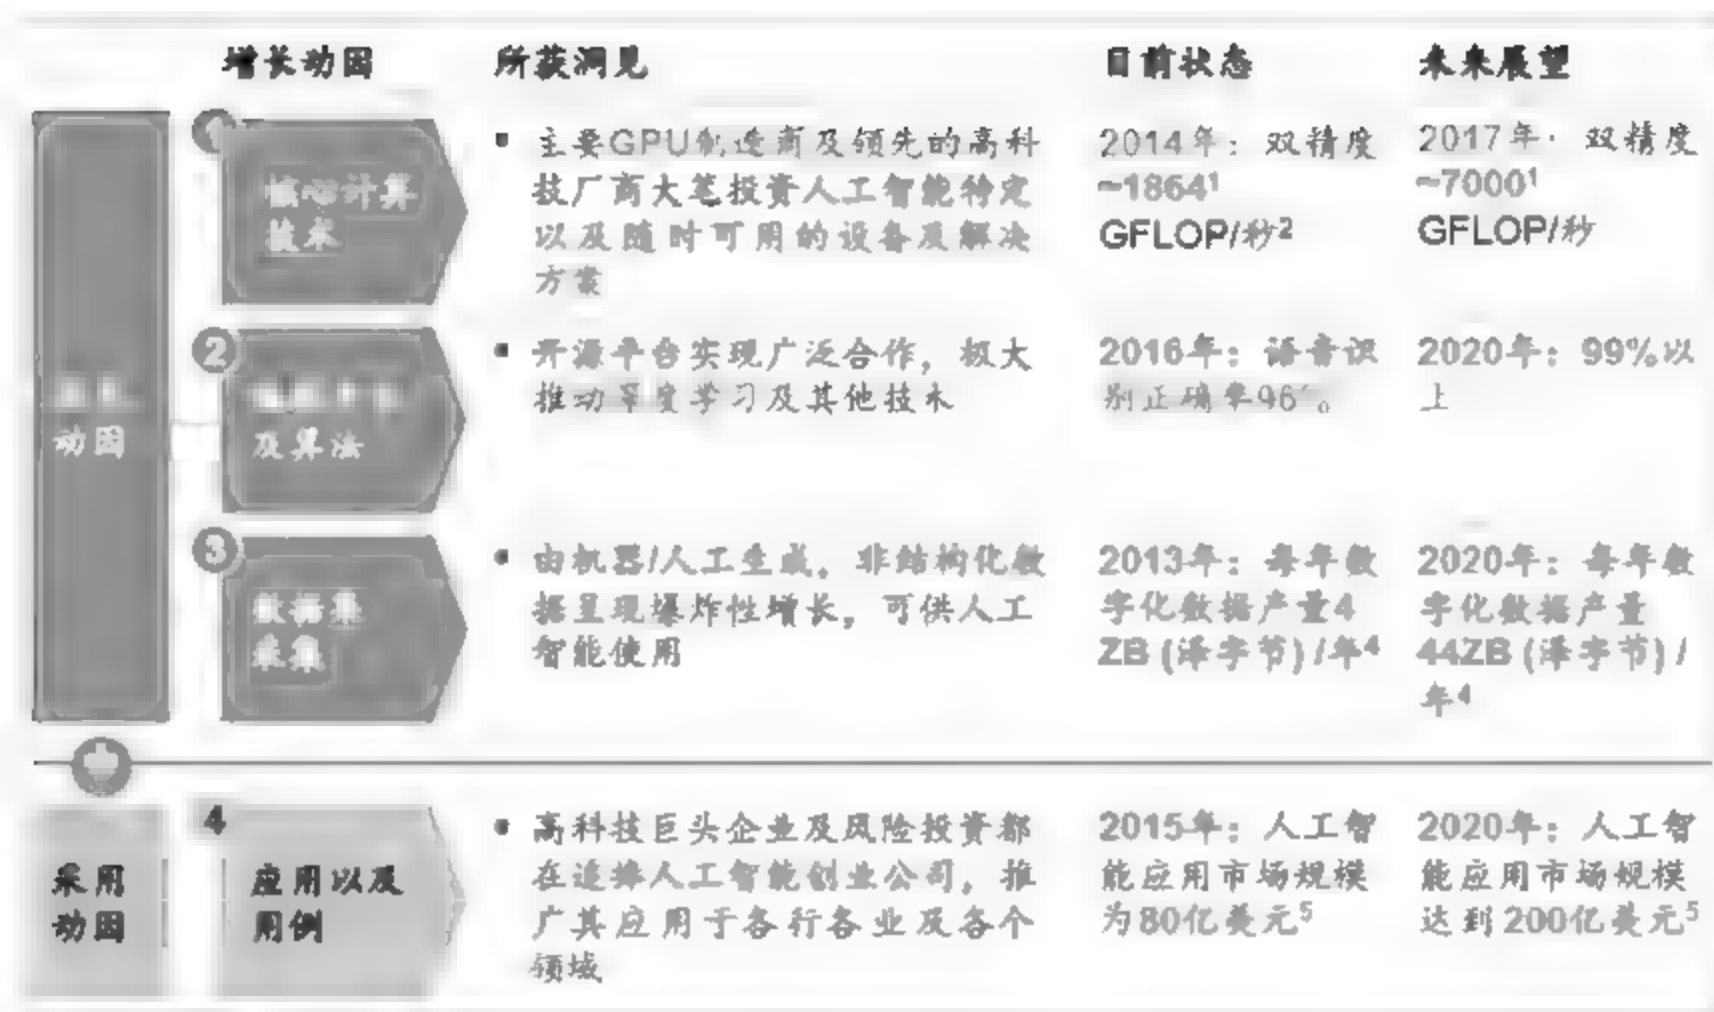 增长动因
所获洞见
目前状态
未来展望
1
核心计算
技术
主要GPU制造商及领先的高科
技厂商大笔投资人工智能特定
以及随时可用的设备及解决
方案
2014年：双精度
~1864¹
GFLOP/秒²
2017年：双精度
~7000¹
GFLOP/秒
动因
2
及算法
开源平台实现广泛合作，极大
推动深度学习及其他技术
2016年：语音识
别正确率96%。
2020年：99%以
上
3
数据集
采集
由机器/人工生成，非结构化数
据呈现爆炸性增长，可供人工
智能使用
2013年：每年数
字化数据产量4
ZB (泽字节) /年⁴
2020年：每年数
字化数据产量
44ZB (泽字节) /
年⁴
采用
动因
4
应用以及
用例
高科技巨头企业及风险投资都
在追捧人工智能创业公司，推
广其应用于各行各业及各个
领域
2015年：人工智
能应用市场规模
为80亿美元⁵
2020年：人工智
能应用市场规模
达到200亿美元⁵